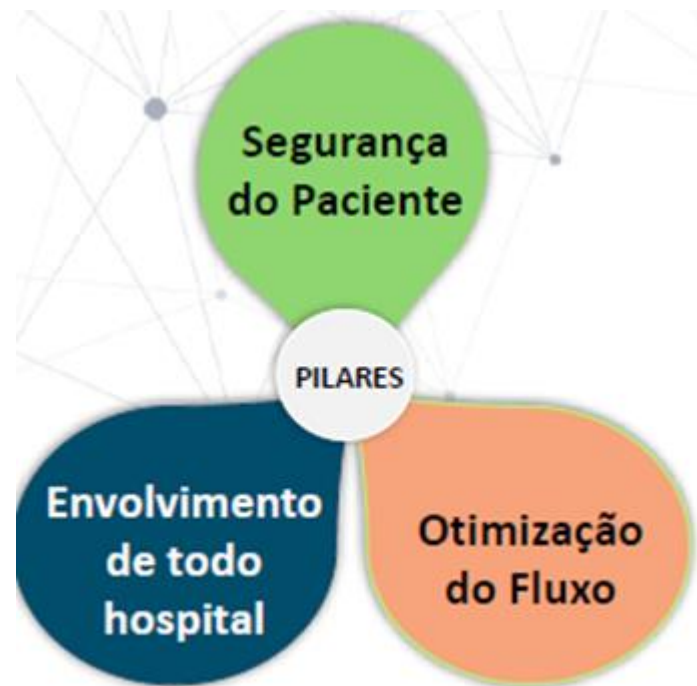 Segurança
do Paciente
PILARES
Envolvimento
de todo
hospital
Otimização
do Fluxo